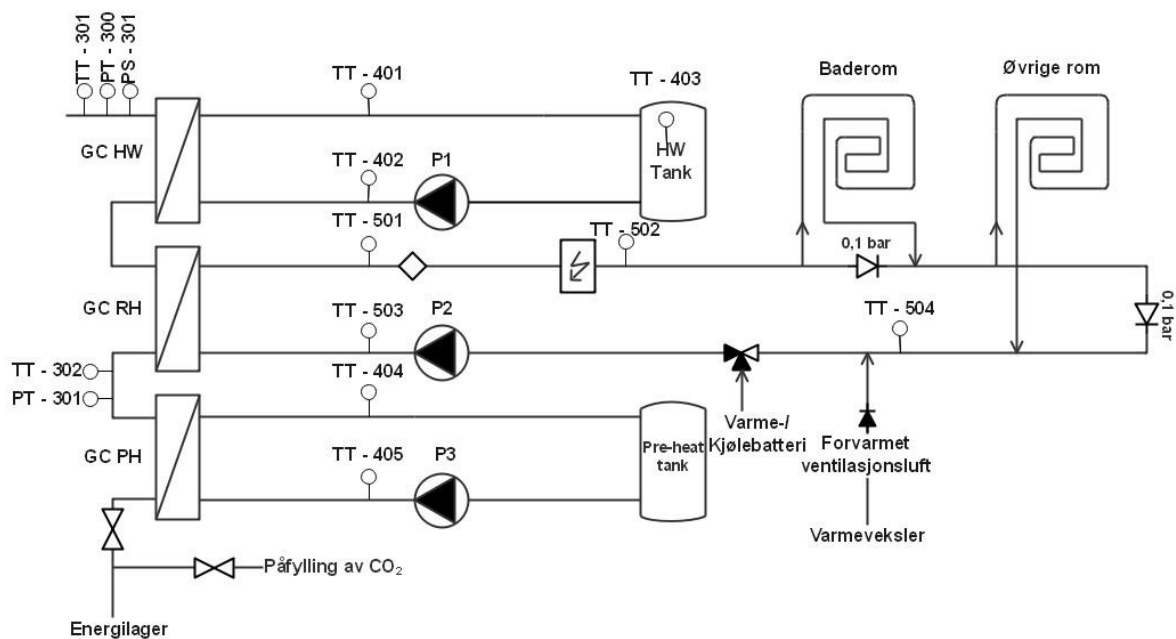 TT - 301
PT - 300
PS - 301
TT - 401
TT - 403
Baderom
Øvrige rom
GC HW
TT - 402
P1
HW
Tank
TT - 501
TT - 502
0,1 bar
GC RH
TT - 503
P2
TT - 504
0,1 bar
TT - 302
PT - 301
TT - 404
Varme-/
Kjølebatteri
Forvarmet
ventilasjonsluft
GC PH
TT - 405
P3
Pre-heat
tank
Varmeveksler
Påfylling av CO₂
Energilager